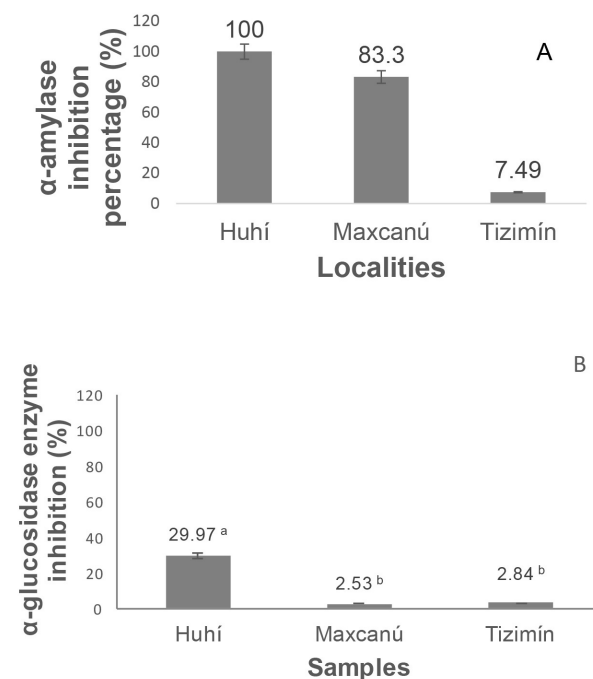 120
100
80
60
40
20
0
α-amylase
inhibition
percentage (%)
100
83.3
7.49
A
Huhí
Maxcanú
Tizimín
Localities
B
120
100
80
60
40
20
0
α-glucosidase enzyme
inhibition (%)
29.97 a
2.53 b
2.84 b
Huhí
Maxcanú
Tizimín
Samples